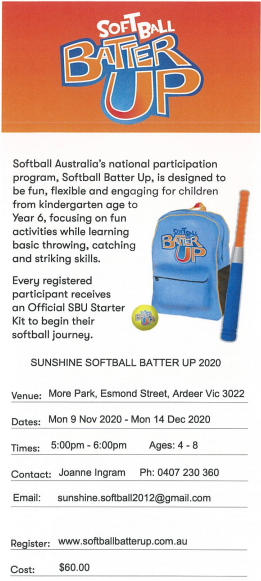 SOFTBALL
BATTER
UP
Softball Australia's national participation
program, Softball Batter Up, is designed to
be fun, flexible and engaging for children
from kindergarten age to
Year 6, focusing on fun
activities while learning
basic throwing, catching
and striking skills.
SOFTBALL
BATTER
UP
Every registered
participant receives
an Official SBU Starter
Kit to begin their
softball journey.
SUNSHINE SOFTBALL BATTER UP 2020
Venue: More Park, Esmond Street, Ardeer Vic 3022
Dates: Mon 9 Nov 2020 - Mon 14 Dec 2020
Times: 5:00pm - 6:00pm Ages: 4 - 8
Contact: Joanne Ingram Ph: 0407 230 360
Email: sunshine.softball2012@gmail.com
Register: www.softballbatterup.com.au
Cost: $60.00